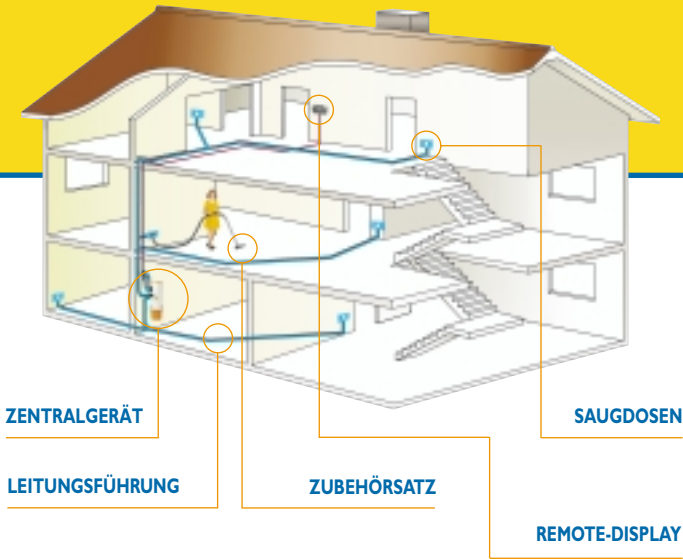 ZENTRALGERÄT
SAUGDOSEN
LEITUNGSFÜHRUNG
ZUBEHÖRSATZ
REMOTE-DISPLAY